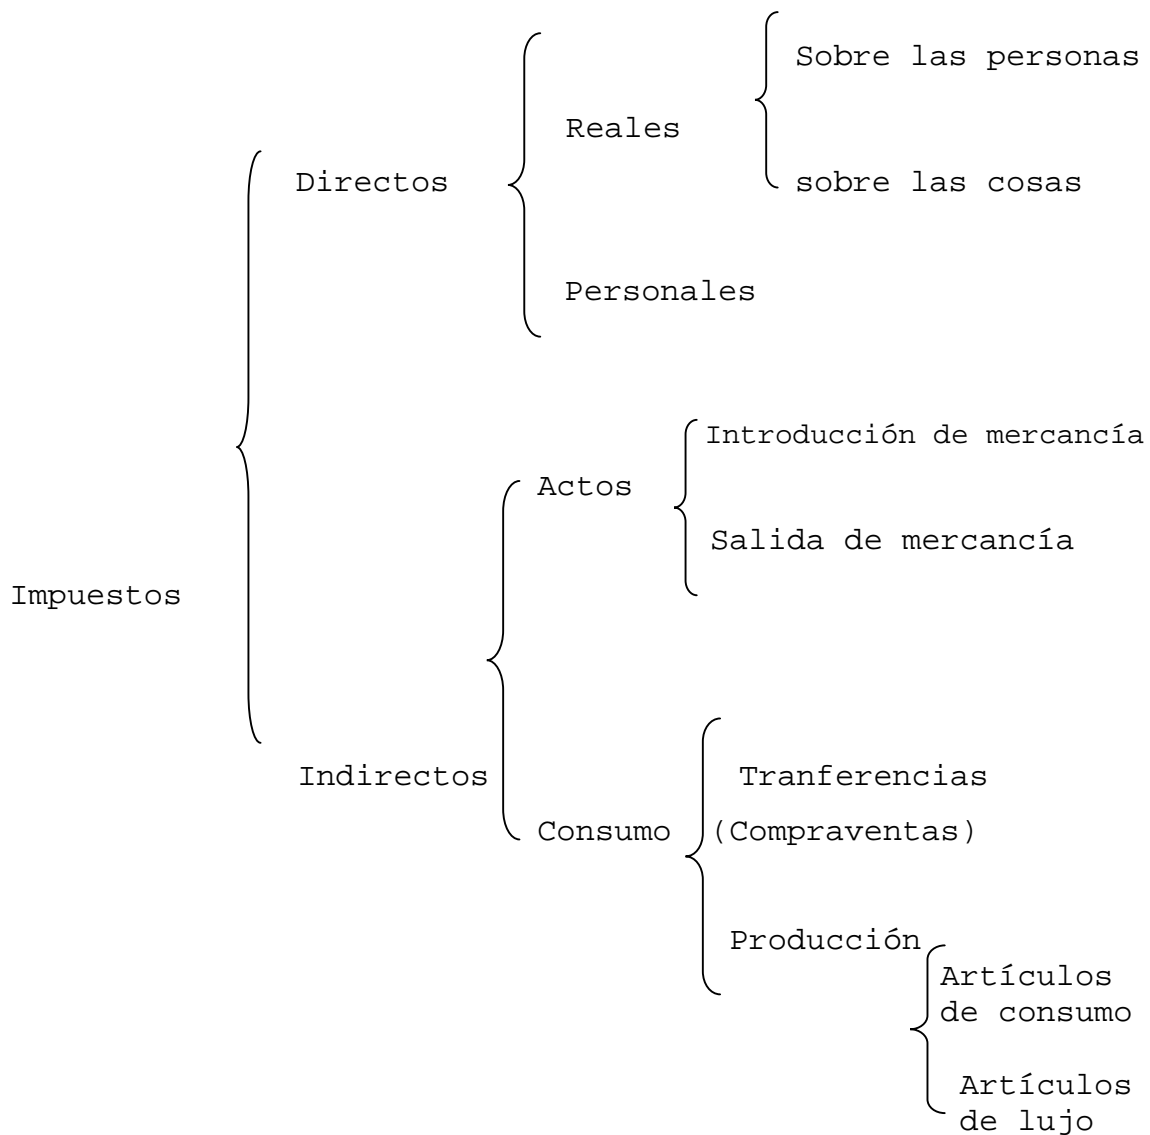 Sobre las personas
Reales
Directos
sobre las cosas
Personales
Introducción de mercancía
Actos
Salida de mercancía
Impuestos
Indirectos
Tranferencias
Consumo
(Compraventas)
Producción
Artículos
de consumo
Artículos
de lujo